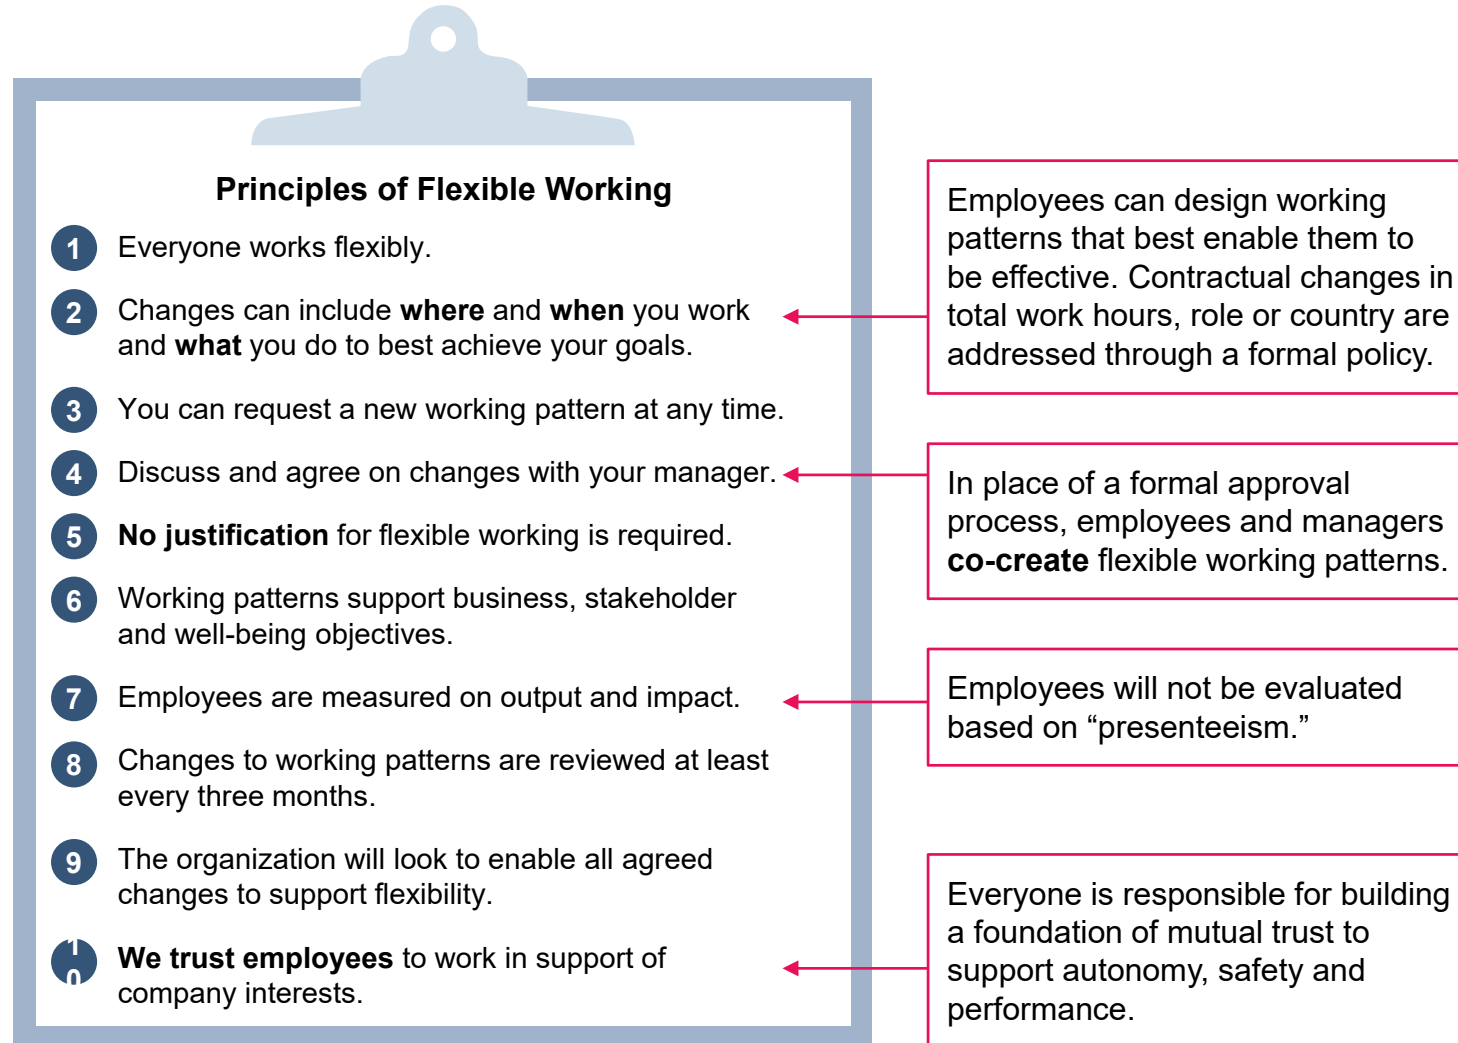 Principles of Flexible Working
1 Everyone works flexibly.
2 Changes can include where and when you work
and what you do to best achieve your goals.
3 You can request a new working pattern at any time.
4 Discuss and agree on changes with your manager.
5 No justification for flexible working is required.
6 Working patterns support business, stakeholder
and well-being objectives.
7 Employees are measured on output and impact.
8 Changes to working patterns are reviewed at least
every three months.
9 The organization will look to enable all agreed
changes to support flexibility.
10 We trust employees to work in support of
company interests.
Employees can design working
patterns that best enable them to
be effective. Contractual changes in
total work hours, role or country are
addressed through a formal policy.
In place of a formal approval
process, employees and managers
co-create flexible working patterns.
Employees will not be evaluated
based on “presenteeism.”
Everyone is responsible for building
a foundation of mutual trust to
support autonomy, safety and
performance.